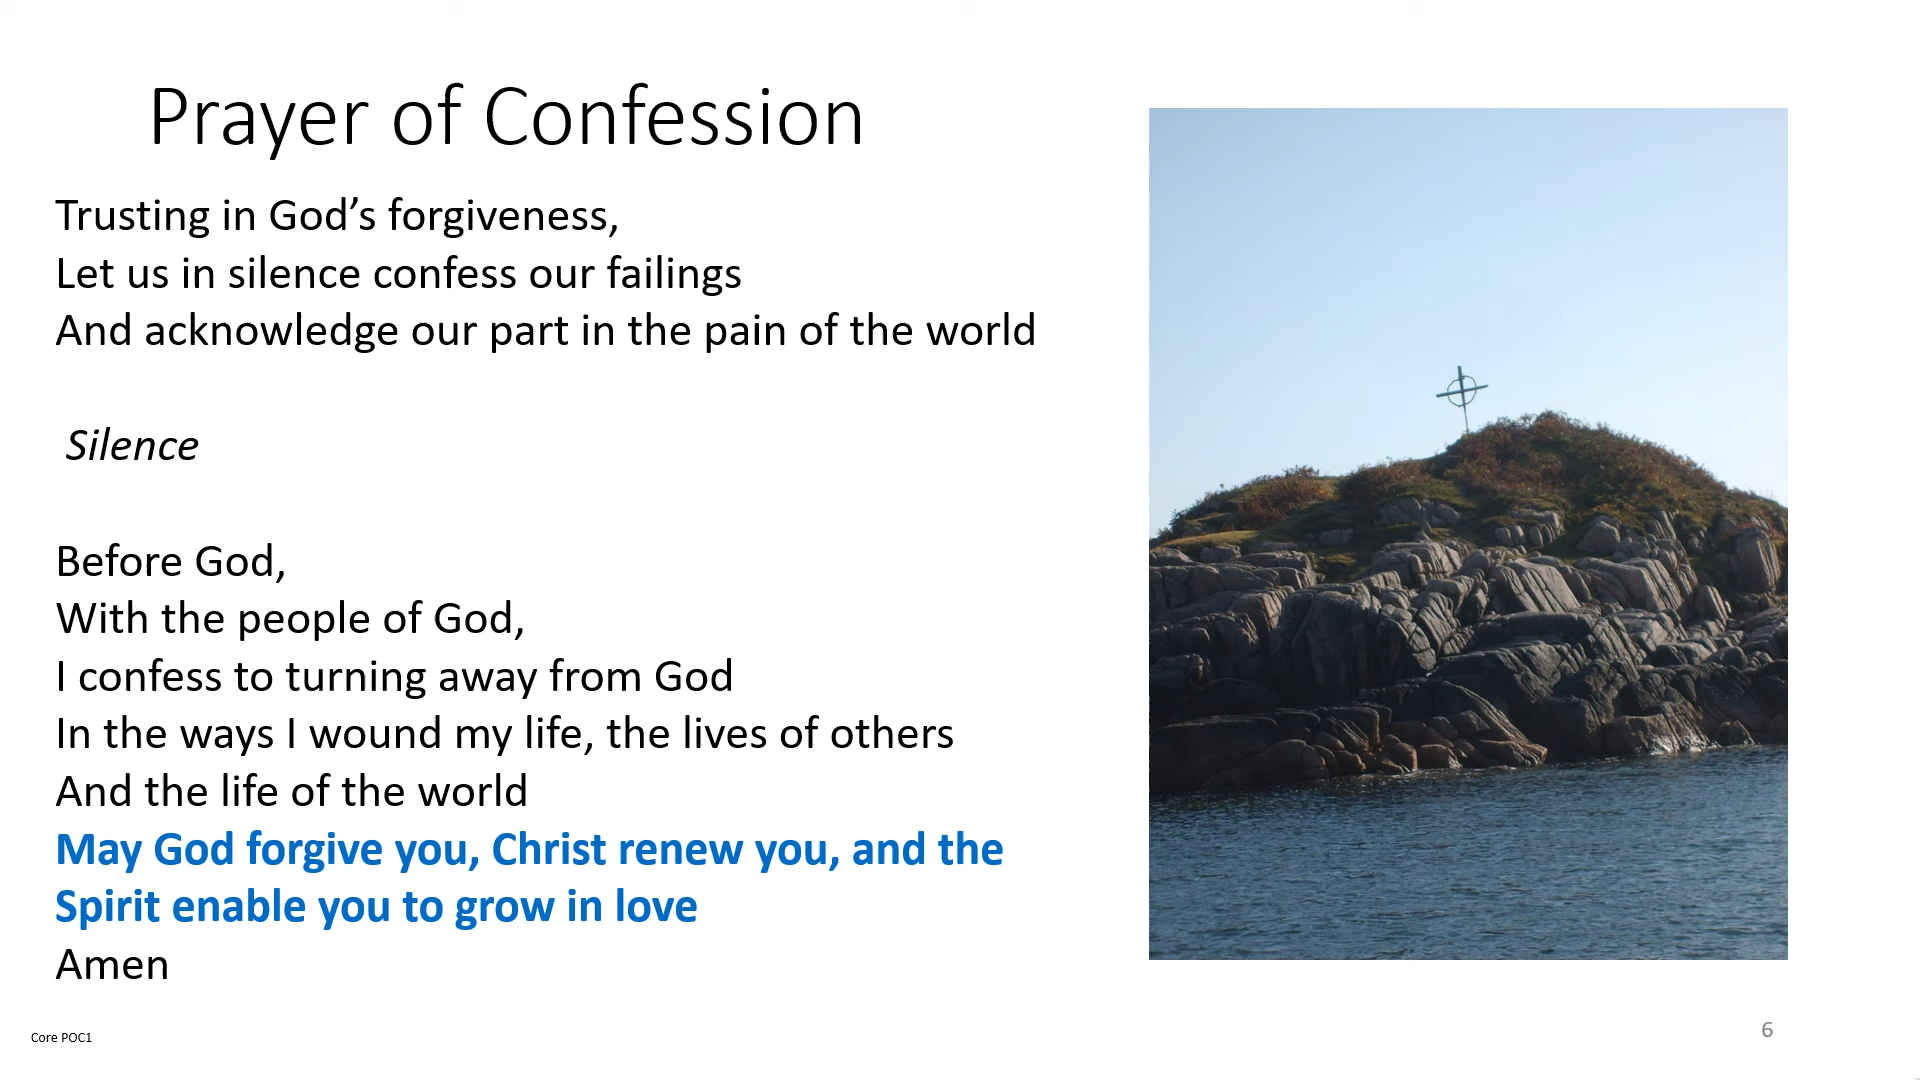 Prayer of Confession
Trusting in God’s forgiveness,
Let us in silence confess our failings
And acknowledge our part in the pain of the world
Silence
Before God,
With the people of God,
I confess to turning away from God
In the ways I wound my life, the lives of others
And the life of the world
May God forgive you, Christ renew you, and the
Spirit enable you to grow in love
Amen
Core POC1
6